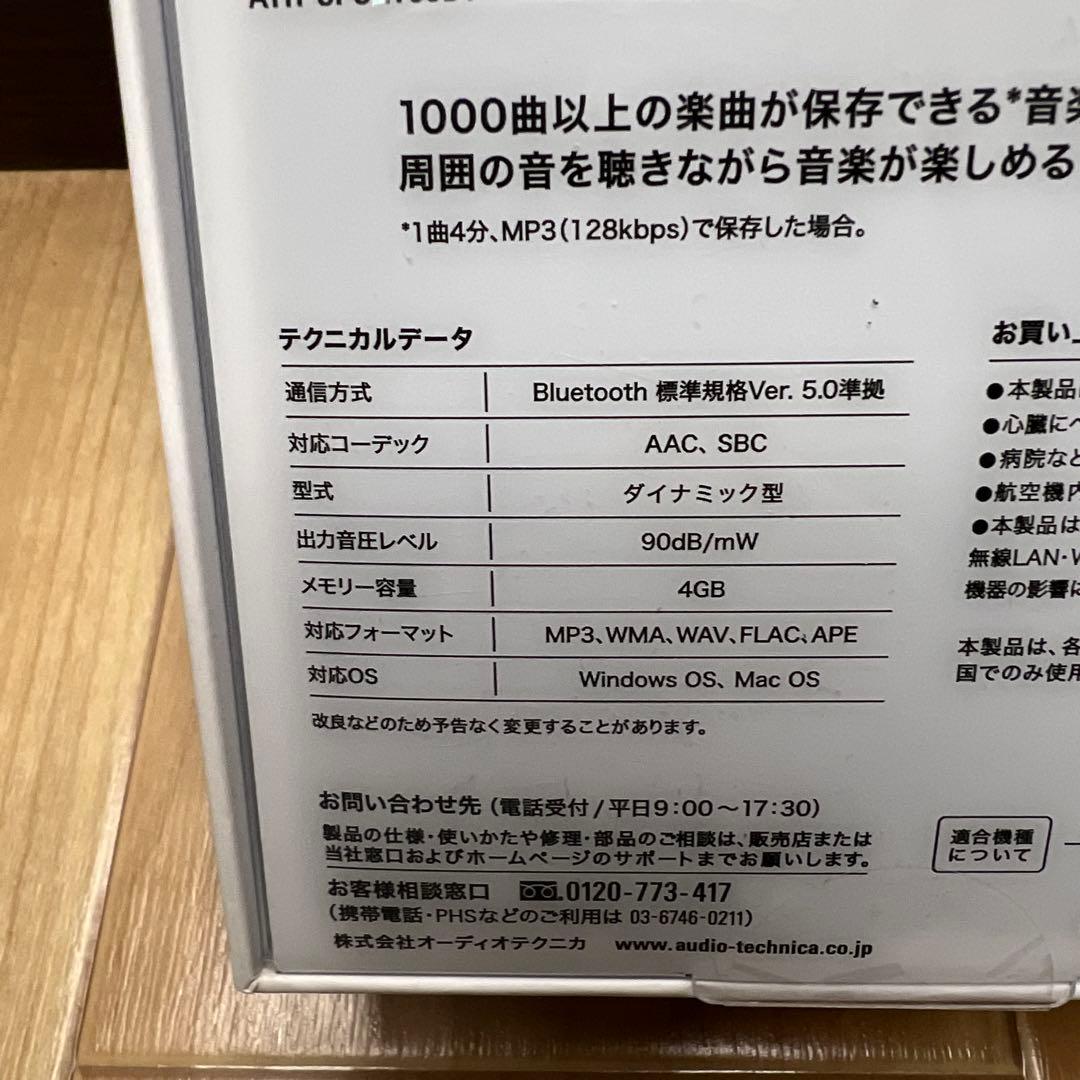 1000曲以上の楽曲が保存できる*音楽
周囲の音を聴きながら音楽が楽しめる
*1曲4分、MP3(128kbps)で保存した場合。
テクニカルデータ
通信方式 Bluetooth 標準規格Ver. 5.0準拠
対応コーデック AAC、SBC
型式 ダイナミック型
出力音圧レベル 90dB/mW
メモリー容量 4GB
対応フォーマット MP3、WMA、WAV、FLAC、APE
対応OS Windows OS、Mac OS
改良などのため予告なく変更することがあります。
お問い合わせ先(電話受付/平日9:00~17:30)
製品の仕様・使いかたや修理・部品のご相談は、販売店または
当社窓口およびホームページのサポートまでお願いします。
お客様相談窓口 0120-773-417
(携帯電話・PHSなどのご利用は 03-6746-0211)
株式会社オーディオテクニカ www.audio-technica.co.jp
お買い上
●本製品
●心臓に
●病院など
●航空機内
●本製品は
無線LAN・W
機器の影響に
本製品は、各
国でのみ使用
適合機種
について